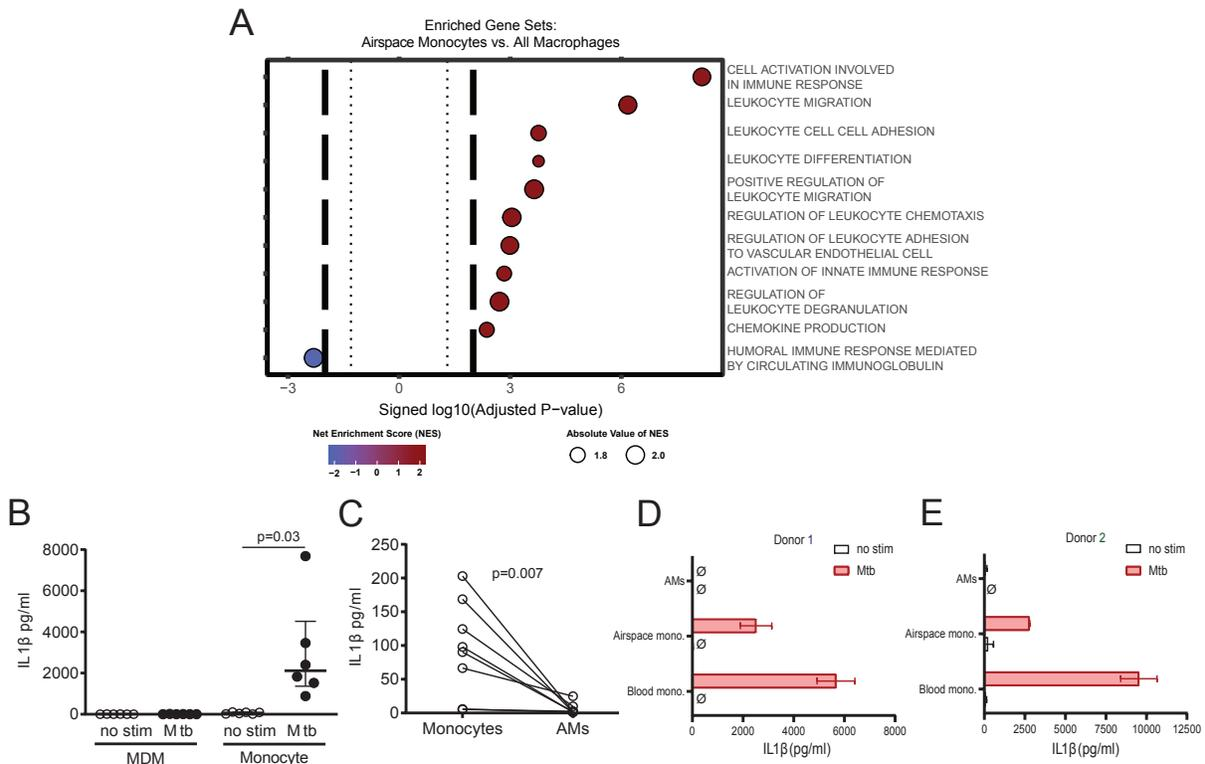 A
Enriched Gene Sets:
Airspace Monocytes vs. All Macrophages
CELL ACTIVATION INVOLVED
IN IMMUNE RESPONSE
LEUKOCYTE MIGRATION
LEUKOCYTE CELL CELL ADHESION
LEUKOCYTE DIFFERENTIATION
POSITIVE REGULATION OF
LEUKOCYTE MIGRATION
REGULATION OF LEUKOCYTE CHEMOTAXIS
REGULATION OF LEUKOCYTE ADHESION
TO VASCULAR ENDOTHELIAL CELL
ACTIVATION OF INNATE IMMUNE RESPONSE
REGULATION OF
LEUKOCYTE DEGRANULATION
CHEMOKINE PRODUCTION
HUMORAL IMMUNE RESPONSE MEDIATED
BY CIRCULATING IMMUNOGLOBULIN
−3 0 3 6
Signed log10(Adjusted P−value)
Net Enrichment Score (NES)
−2 −1 0 1 2
Absolute Value of NES
1.8 2.0
B
IL1β pg/ml
8000
6000
4000
2000
0
p=0.03
no stim Mtb no stim Mtb
MDM Monocyte
C
IL1β pg/ml
250
200
150
100
50
0
p=0.007
Monocytes AMs
D
Donor 1
no stim
Mtb
AMs
Ø
Ø
Airspace mono.
Ø
Blood mono.
Ø
0 2000 4000 6000 8000
IL1β(pg/ml)
E
Donor 2
no stim
Mtb
AMs
Ø
Airspace mono.
Blood mono.
0 2500 5000 7500 10000 12500
IL1β(pg/ml)